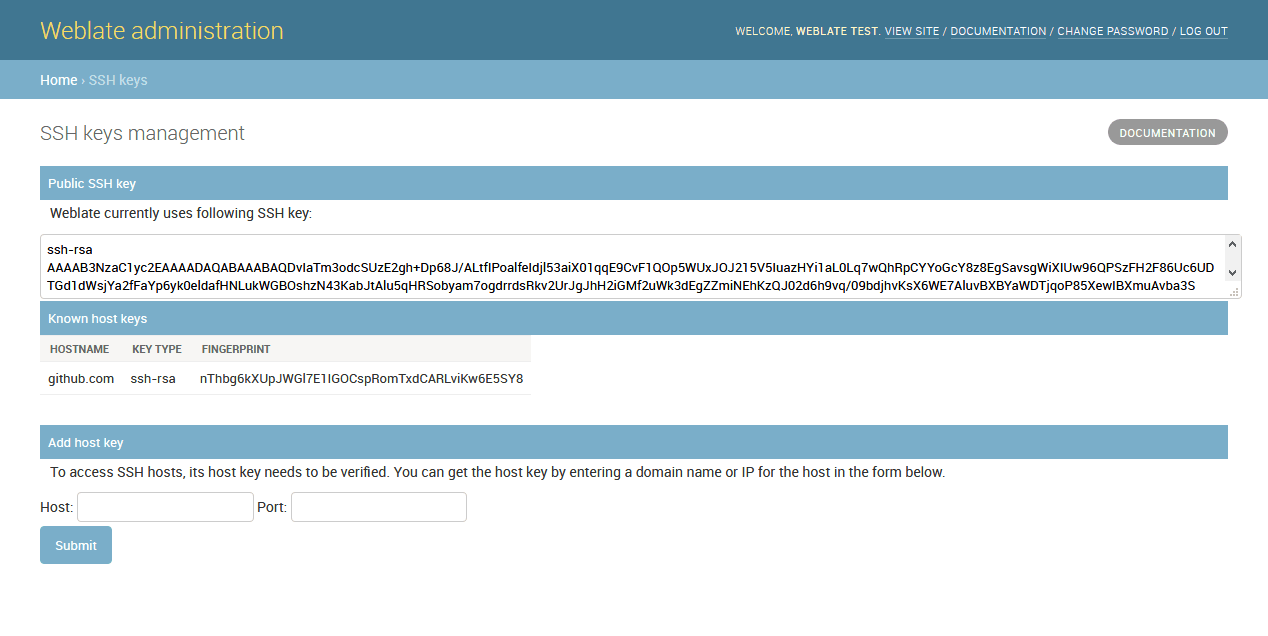 Weblate administration
WELCOME, WEBLATE TEST. VIEW SITE / DOCUMENTATION / CHANGE PASSWORD / LOG OUT
Home › SSH keys
SSH keys management
DOCUMENTATION
Public SSH key
Weblate currently uses following SSH key:
ssh-rsa
AAAAB3NzaC1yc2EAAAADAQABAAABAQDvIaTm3odcSUzE2gh+Dp68J/ALtfIPoalfeIdjl53aiX01qqE9CvF1QOp5WUxJOJ215V5IuazHYi1aL0Lq7wQhRpCYYoGcY8z8EgSavsgWiXIUw96QPSzFH2F86Uc6UD
TGd1dWsjYa2fFaYp6yk0eldafHNLukWGBOshzN43KabJtAlu5qHRSobyam7ogdrrdsRkv2UrJgJhH2iGMf2uWk3dEgZZmiNEhKzQJ02d6h9vq/09bdjhvKsX6WE7AluvBXBYaWDTjqoP85XewIBXmuAvba3S
Known host keys
HOSTNAME KEY TYPE FINGERPRINT
github.com ssh-rsa nThbg6kXUpJWGl7E1IGOCspRomTxdCARLviKw6E5SY8
Add host key
To access SSH hosts, its host key needs to be verified. You can get the host key by entering a domain name or IP for the host in the form below.
Host: Port:
Submit